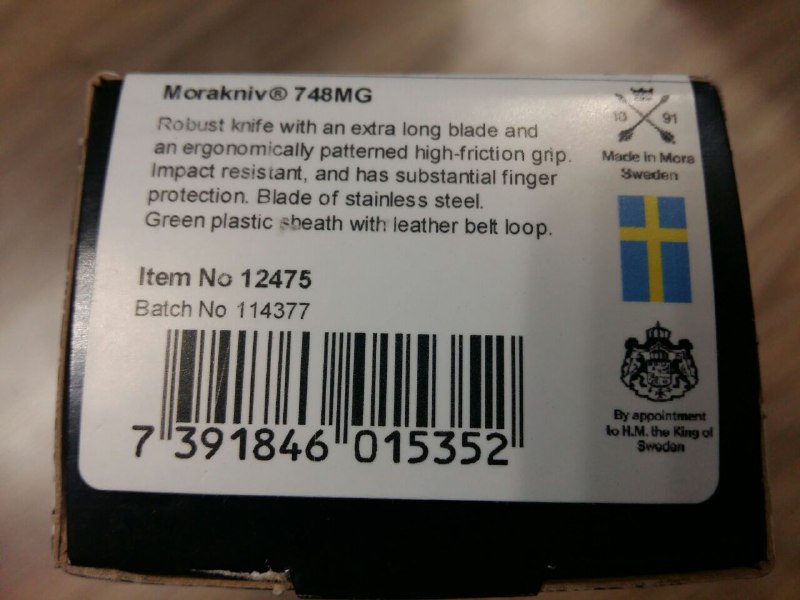 Morakniv® 748MG
Robust knife with an extra long blade and
an ergonomically patterned high-friction grip.
Impact resistant, and has substantial finger
protection. Blade of stainless steel.
Green plastic sheath with leather belt loop.
Item No 12475
Batch No 114377
7 391846 015352
18 91
Made in Mora
Sweden
By appointment
to H.M. the King of
Sweden